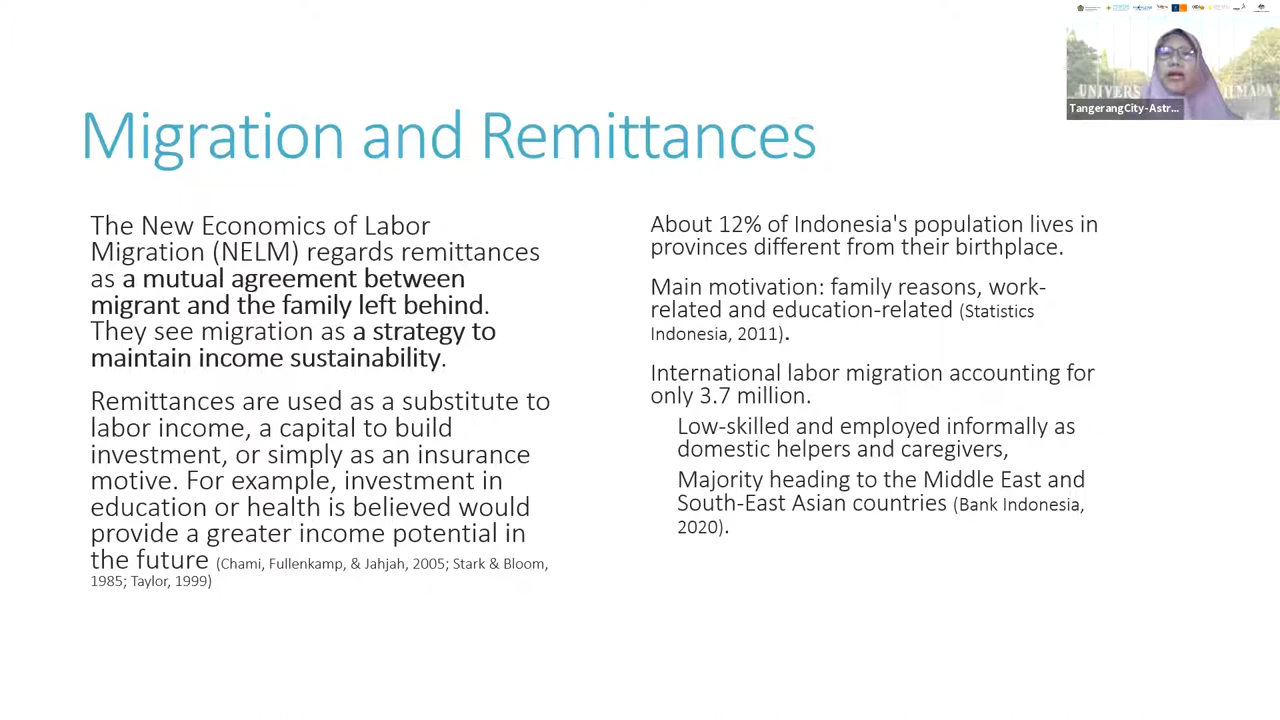 UNIVERS
ILMADA
TangerangCity-Astr...
Migration and Remittances
The New Economics of Labor
Migration (NELM) regards remittances
as a mutual agreement between
migrant and the family left behind.
They see migration as a strategy to
maintain income sustainability.
Remittances are used as a substitute to
labor income, a capital to build
investment, or simply as an insurance
motive. For example, investment in
education or health is believed would
provide a greater income potential in
the future (Chami, Fullenkamp, & Jahjah, 2005; Stark & Bloom,
1985; Taylor, 1999)
About 12% of Indonesia's population lives in
provinces different from their birthplace.
Main motivation: family reasons, work-
related and education-related (Statistics
Indonesia, 2011).
International labor migration accounting for
only 3.7 million.
Low-skilled and employed informally as
domestic helpers and caregivers,
Majority heading to the Middle East and
South-East Asian countries (Bank Indonesia,
2020).